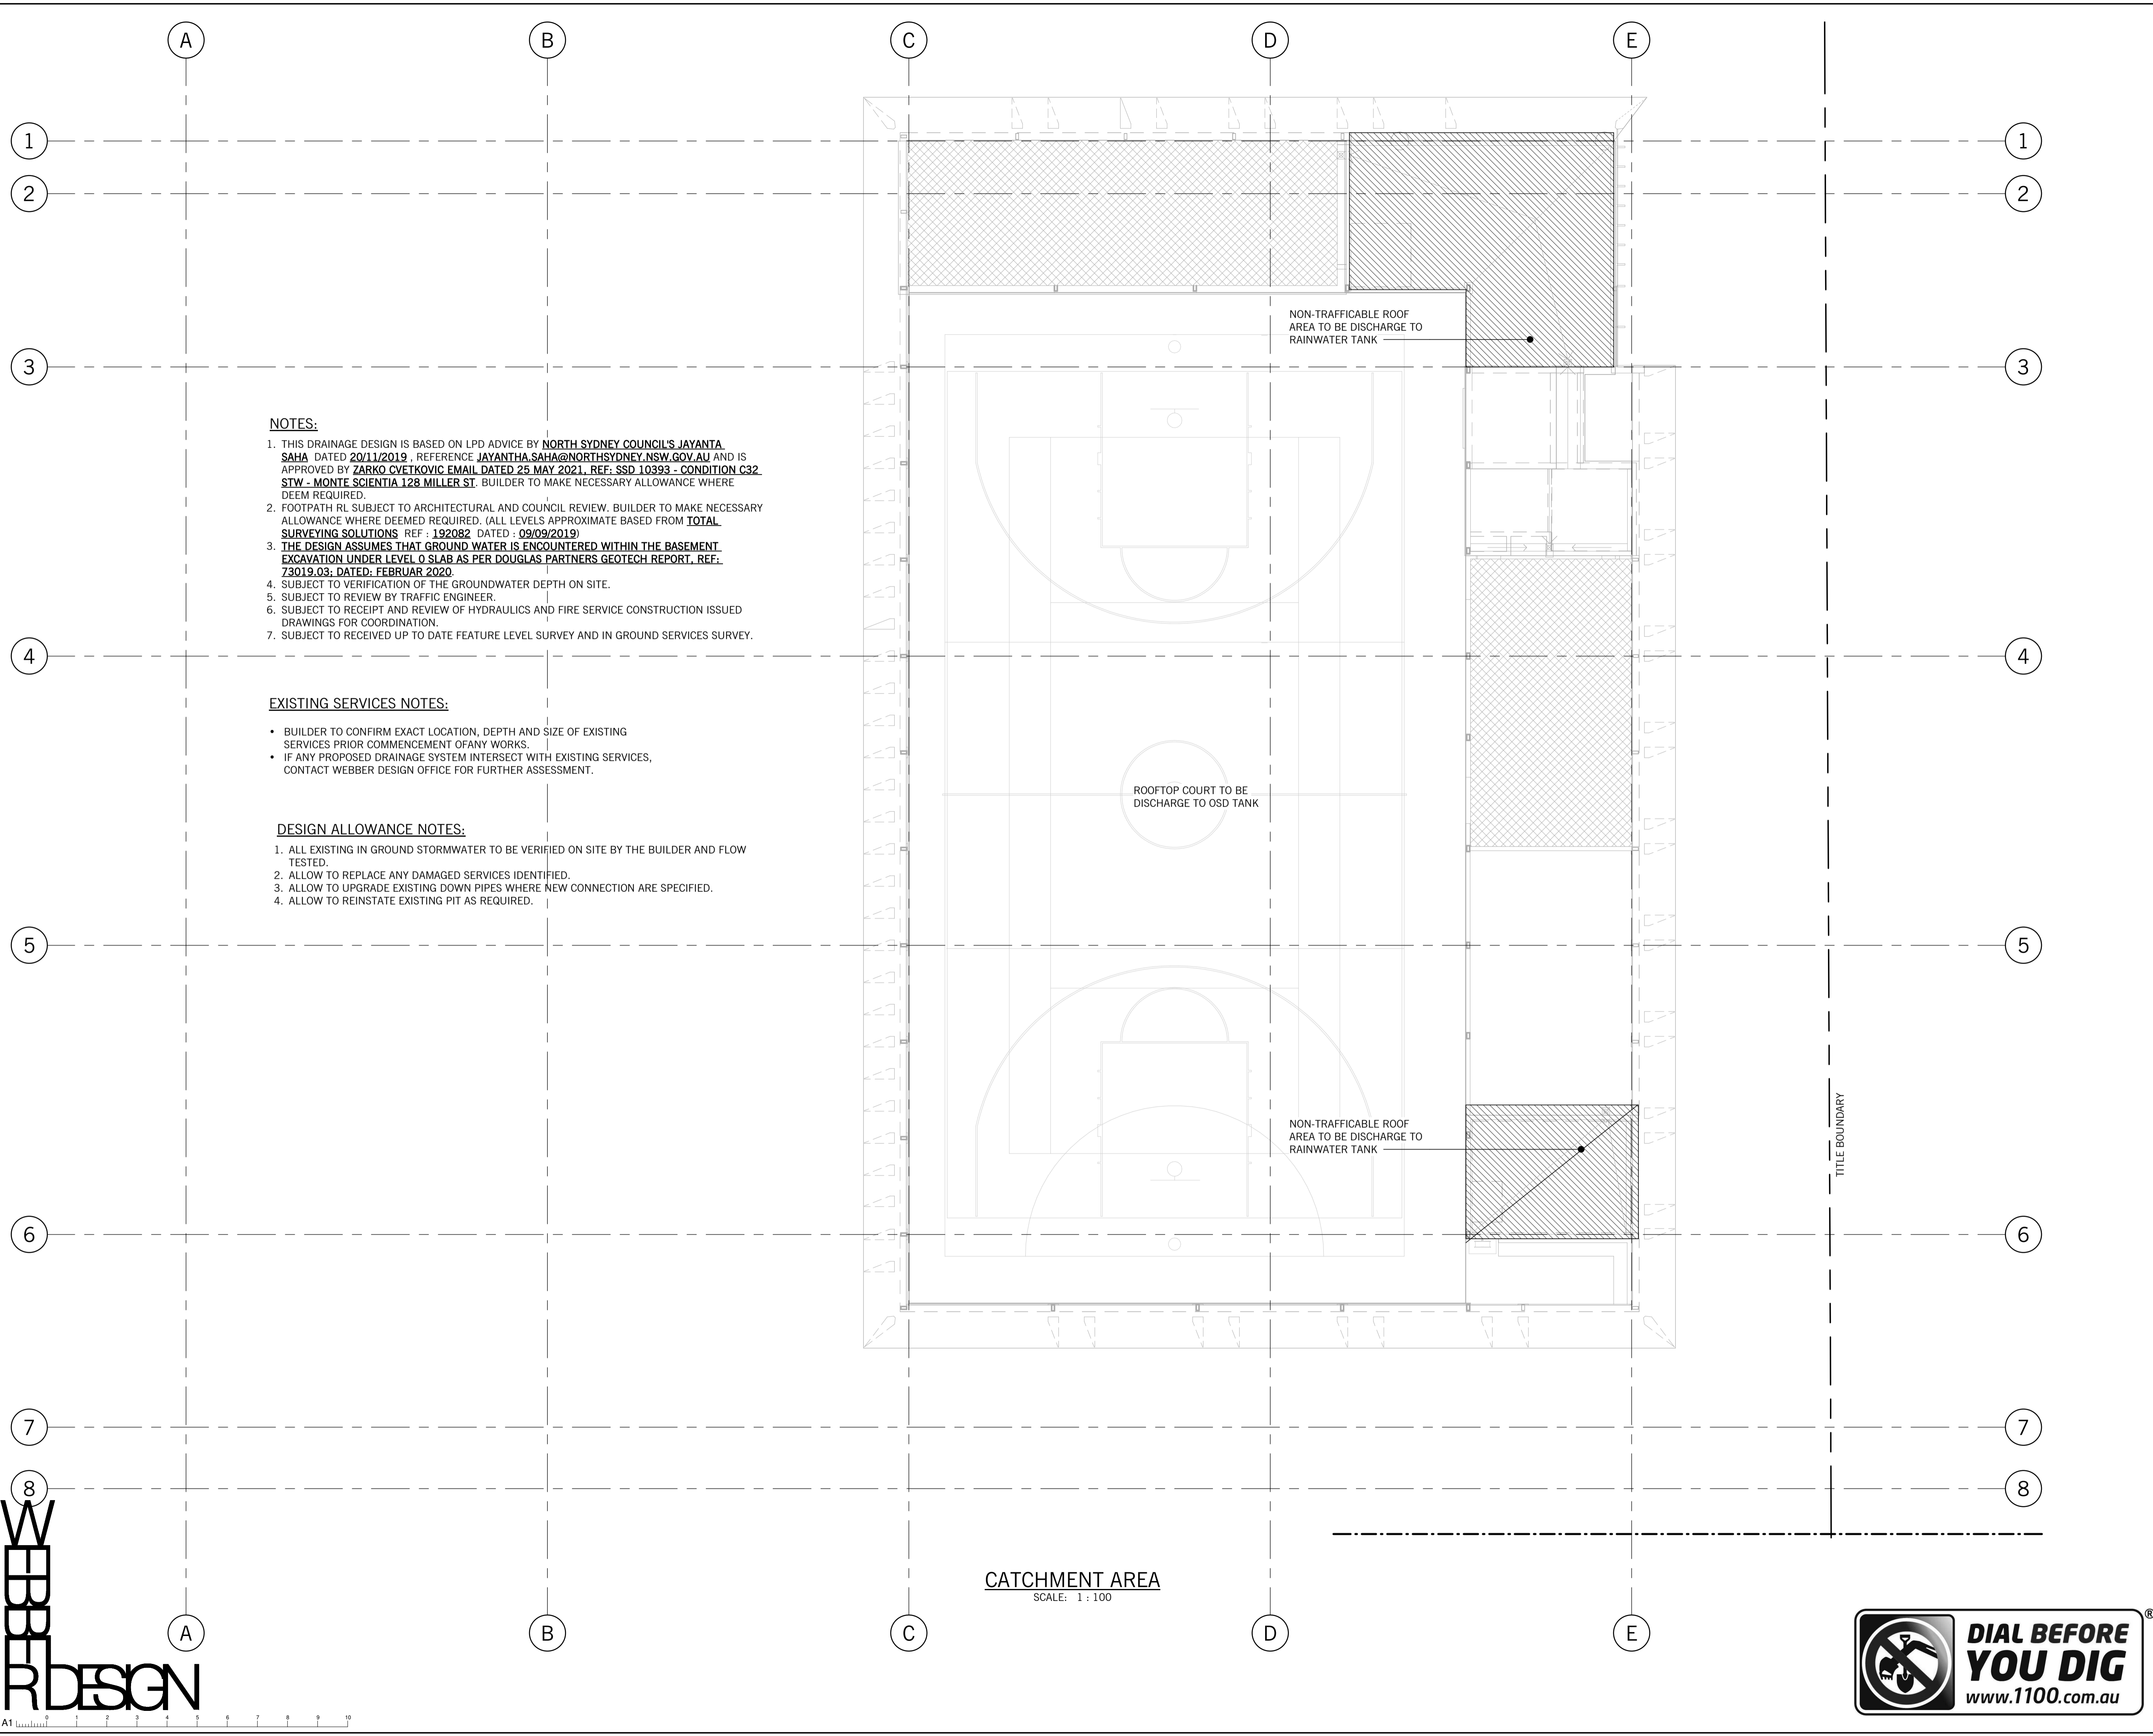 A B C D E
1 1
2 2
NON-TRAFFICABLE ROOF
AREA TO BE DISCHARGE TO
RAINWATER TANK
3 3
NOTES:
1. THIS DRAINAGE DESIGN IS BASED ON LPD ADVICE BY NORTH SYDNEY COUNCIL'S JAYANTA
SAHA DATED 20/11/2019 , REFERENCE JAYANTHA.SAHA@NORTHSYDNEY.NSW.GOV.AU AND IS
APPROVED BY ZARKO CVETKOVIC EMAIL DATED 25 MAY 2021, REF: SSD 10393 - CONDITION C32
STW - MONTE SCIENTIA 128 MILLER ST. BUILDER TO MAKE NECESSARY ALLOWANCE WHERE
DEEM REQUIRED.
2. FOOTPATH RL SUBJECT TO ARCHITECTURAL AND COUNCIL REVIEW. BUILDER TO MAKE NECESSARY
ALLOWANCE WHERE DEEMED REQUIRED. (ALL LEVELS APPROXIMATE BASED FROM TOTAL
SURVEYING SOLUTIONS REF : 192082 DATED : 09/09/2019)
3. THE DESIGN ASSUMES THAT GROUND WATER IS ENCOUNTERED WITHIN THE BASEMENT
EXCAVATION UNDER LEVEL 0 SLAB AS PER DOUGLAS PARTNERS GEOTECH REPORT, REF:
73019.03; DATED: FEBRUAR 2020.
4. SUBJECT TO VERIFICATION OF THE GROUNDWATER DEPTH ON SITE.
5. SUBJECT TO REVIEW BY TRAFFIC ENGINEER.
6. SUBJECT TO RECEIPT AND REVIEW OF HYDRAULICS AND FIRE SERVICE CONSTRUCTION ISSUED
DRAWINGS FOR COORDINATION.
7. SUBJECT TO RECEIVED UP TO DATE FEATURE LEVEL SURVEY AND IN GROUND SERVICES SURVEY.
4 4
EXISTING SERVICES NOTES:
• BUILDER TO CONFIRM EXACT LOCATION, DEPTH AND SIZE OF EXISTING
SERVICES PRIOR COMMENCEMENT OFANY WORKS.
• IF ANY PROPOSED DRAINAGE SYSTEM INTERSECT WITH EXISTING SERVICES,
CONTACT WEBBER DESIGN OFFICE FOR FURTHER ASSESSMENT.
ROOFTOP COURT TO BE
DISCHARGE TO OSD TANK
DESIGN ALLOWANCE NOTES:
1. ALL EXISTING IN GROUND STORMWATER TO BE VERIFIED ON SITE BY THE BUILDER AND FLOW
TESTED.
2. ALLOW TO REPLACE ANY DAMAGED SERVICES IDENTIFIED.
3. ALLOW TO UPGRADE EXISTING DOWN PIPES WHERE NEW CONNECTION ARE SPECIFIED.
4. ALLOW TO REINSTATE EXISTING PIT AS REQUIRED.
5 5
NON-TRAFFICABLE ROOF
AREA TO BE DISCHARGE TO
RAINWATER TANK
TITLE BOUNDARY
6 6
7 7
8 8
CATCHMENT AREA
SCALE: 1 : 100
A B C D E
WEBBER DESIGN
A1 0 1 2 3 4 5 6 7 8 9 10
DIAL BEFORE
YOU DIG
www.1100.com.au
®